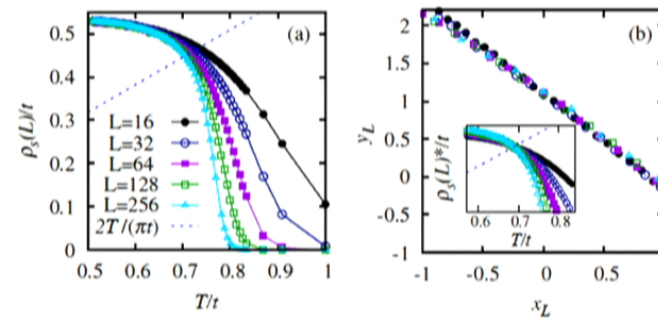 (a)
ρs(L)/t
0.5
0.4
0.3
0.2
0.1
0
L=16
L=32
L=64
L=128
L=256
2T/(πt)
0.5 0.6 0.7 0.8 0.9 1
T/t
(b)
yL
2
1.5
1
0.5
0
-0.5
-1
ρs(L)*/t
0.6 0.7 0.8
T/t
-1 -0.5 0 0.5
xL